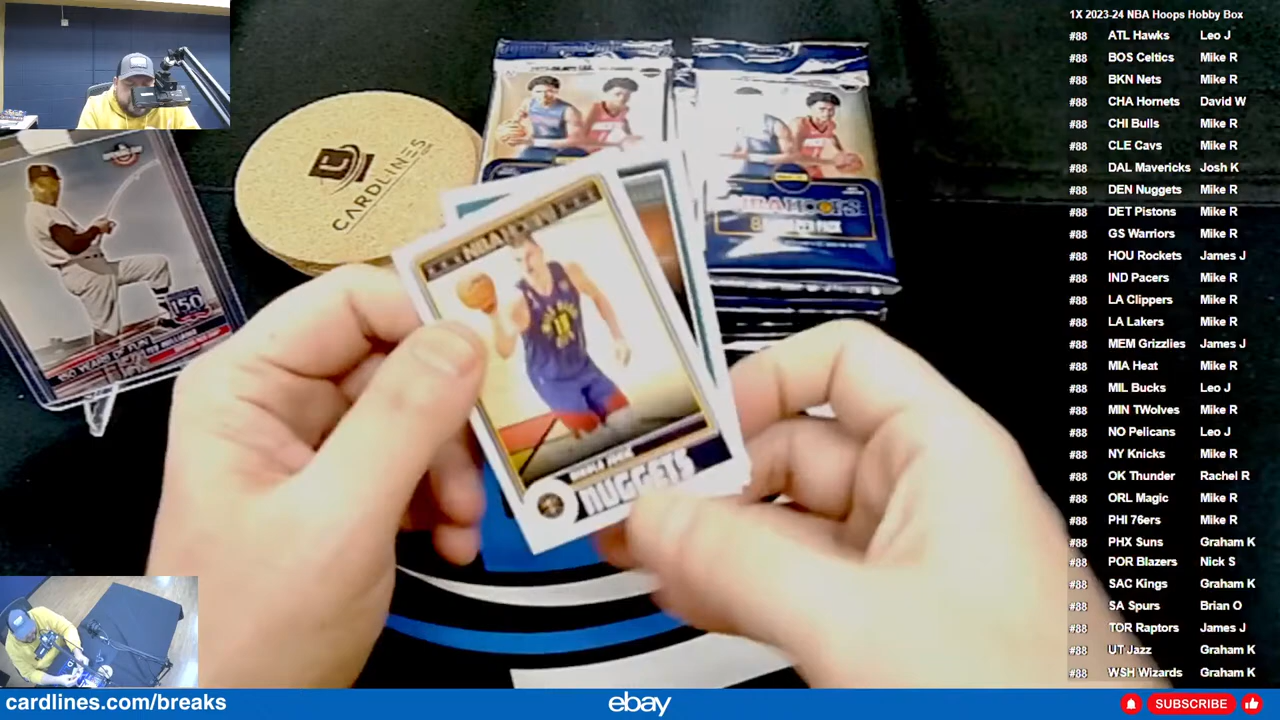 1X 2023-24 NBA Hoops Hobby Box
#88 ATL Hawks Leo J
#88 BOS Celtics Mike R
#88 BKN Nets Mike R
#88 CHA Hornets David W
#88 CHI Bulls Mike R
#88 CLE Cavs Mike R
#88 DAL Mavericks Josh K
#88 DEN Nuggets Mike R
#88 DET Pistons Mike R
#88 GS Warriors Mike R
#88 HOU Rockets James J
#88 IND Pacers Mike R
#88 LA Clippers Mike R
#88 LA Lakers Mike R
#88 MEM Grizzlies James J
#88 MIA Heat Mike R
#88 MIL Bucks Leo J
#88 MIN TWolves Mike R
#88 NO Pelicans Leo J
#88 NY Knicks Mike R
#88 OK Thunder Rachel R
#88 ORL Magic Mike R
#88 PHI 76ers Mike R
#88 PHX Suns Graham K
#88 POR Blazers Nick S
#88 SAC Kings Graham K
#88 SA Spurs Brian O
#88 TOR Raptors James J
#88 UT Jazz Graham K
#88 WSH Wizards Graham K
CARDLINES
NBA HOOPS
PER PACK
NBA HOOPS
NUGGETS
150
YEARS OF FUN
cardlines.com/breaks
ebay
SUBSCRIBE